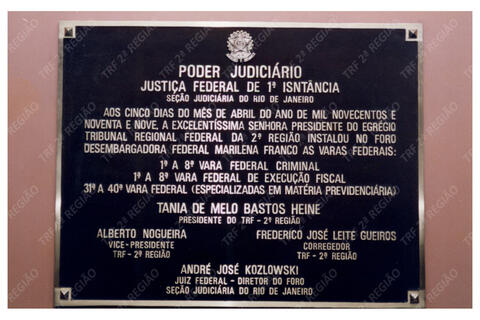 PODER JUDICIÁRIO
JUSTIÇA FEDERAL DE 1ª ISNTÂNCIA
SEÇÃO JUDICIÁRIA DO RIO DE JANEIRO
AOS CINCO DIAS DO MÊS DE ABRIL DO ANO DE MIL NOVECENTOS E
NOVENTA E NOVE, A EXCELENTÍSSIMA SENHORA PRESIDENTE DO EGRÉGIO
TRIBUNAL REGIONAL FEDERAL DA 2ª REGIÃO INSTALOU NO FORO
DESEMBARGADORA FEDERAL MARILENA FRANCO AS VARAS FEDERAIS:
1ª A 8ª VARA FEDERAL CRIMINAL
1ª A 8ª VARA FEDERAL DE EXECUÇÃO FISCAL
31ª A 40ª VARA FEDERAL (ESPECIALIZADAS EM MATÉRIA PREVIDENCIÁRIA)
TANIA DE MELO BASTOS HEINE
PRESIDENTE DO TRF - 2ª REGIÃO
ALBERTO NOGUEIRA
VICE-PRESIDENTE
TRF - 2ª REGIÃO
FREDERICO JOSÉ LEITE GUEIROS
CORREGEDOR
TRF - 2ª REGIÃO
ANDRÉ JOSÉ KOZLOWSKI
JUIZ FEDERAL - DIRETOR DO FORO
SEÇÃO JUDICIÁRIA DO RIO DE JANEIRO
TRF 2ª REGIÃO